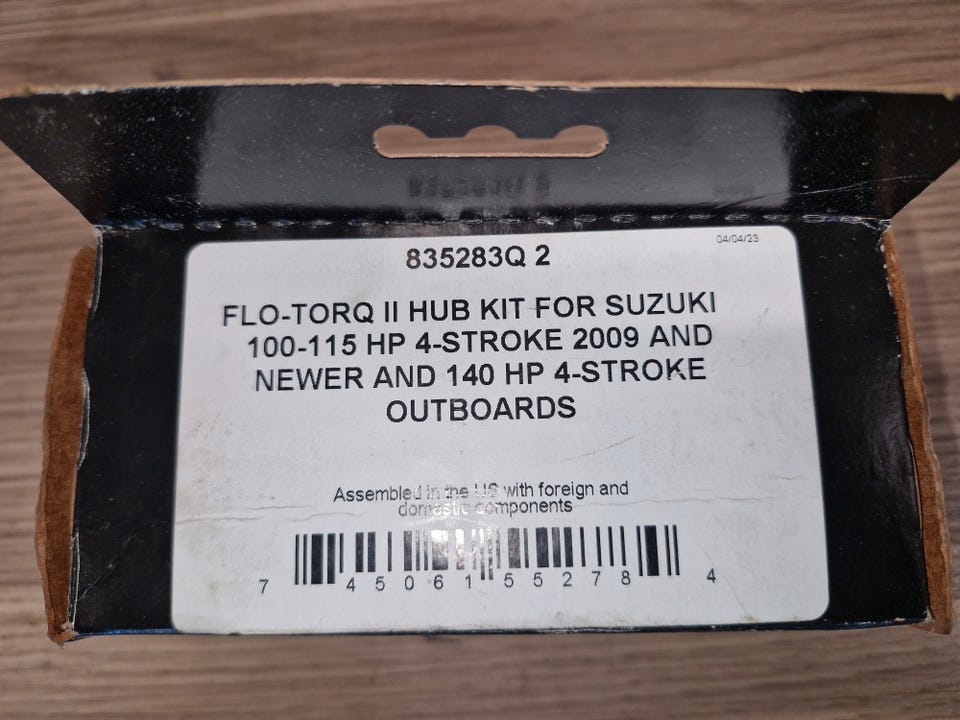 04/04/23
835283Q 2
FLO-TORQ II HUB KIT FOR SUZUKI
100-115 HP 4-STROKE 2009 AND
NEWER AND 140 HP 4-STROKE
OUTBOARDS
Assembled in the US with foreign and
domestic components
7 45061 55278 4